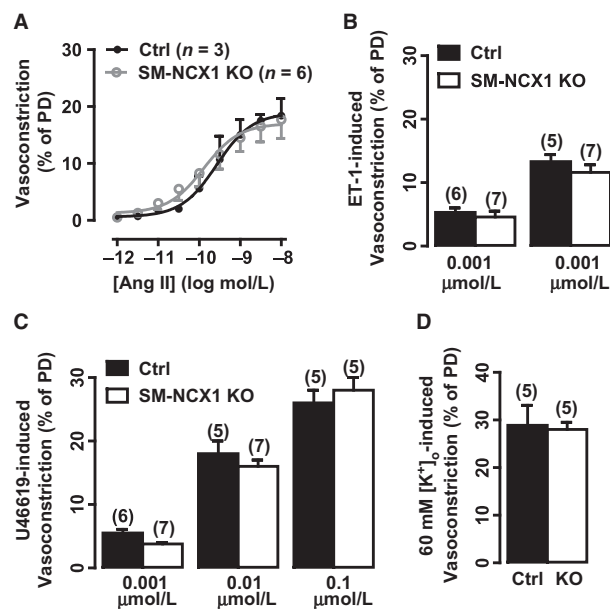 A
Vasoconstriction
(% of PD)
30
20
10
0
Ctrl (n = 3)
SM-NCX1 KO (n = 6)
–12 –11 –10 –9 –8
[Ang II] (log mol/L)
B
ET-1-induced
Vasoconstriction (% of PD)
30
20
10
0
Ctrl
SM-NCX1 KO
(6) (7) (5) (7)
0.001 0.001
μmol/L μmol/L
C
U46619-induced
Vasoconstriction (% of PD)
30
20
10
0
Ctrl
SM-NCX1 KO
(6) (7) (5) (7) (5) (5)
0.001 0.01 0.1
μmol/L μmol/L μmol/L
D
60 mM [K⁺]ₒ-induced
Vasoconstriction (% of PD)
40
30
20
10
0
(5) (5)
Ctrl KO